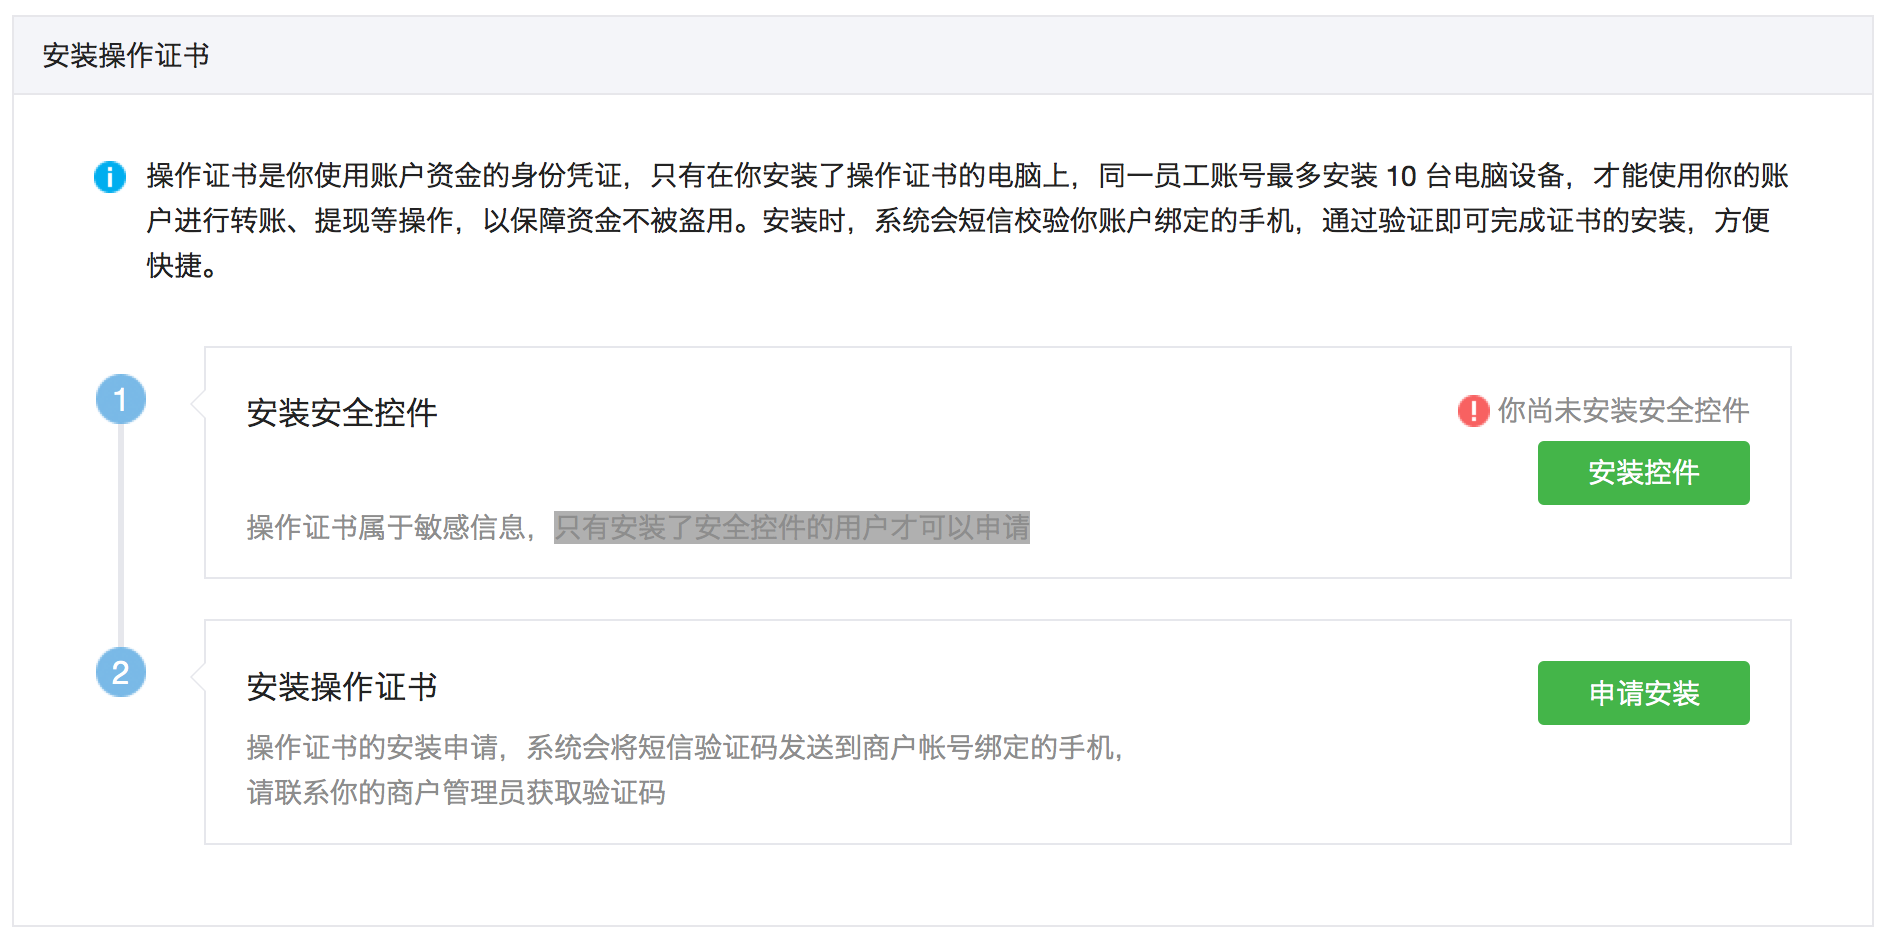 安装操作证书
操作证书是你使用账户资金的身份凭证，只有在你安装了操作证书的电脑上，同一员工账号最多安装 10 台电脑设备，才能使用你的账
户进行转账、提现等操作，以保障资金不被盗用。安装时，系统会短信校验你账户绑定的手机，通过验证即可完成证书的安装，方便
快捷。
1
安装安全控件
你尚未安装安全控件
安装控件
操作证书属于敏感信息，只有安装了安全控件的用户才可以申请
2
安装操作证书
申请安装
操作证书的安装申请，系统会将短信验证码发送到商户帐号绑定的手机，
请联系你的商户管理员获取验证码